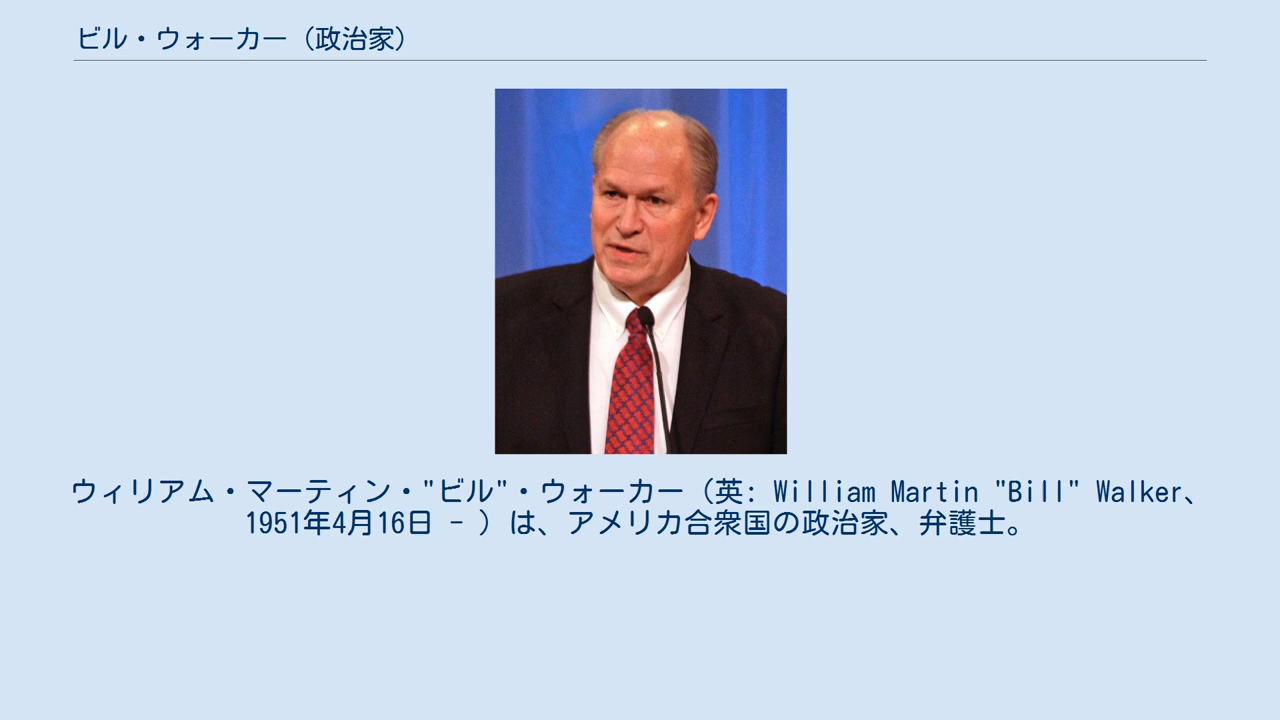 ビル・ウォーカー（政治家）
ウィリアム・マーティン・"ビル"・ウォーカー（英: William Martin "Bill" Walker、
1951年4月16日 - ）は、アメリカ合衆国の政治家、弁護士。